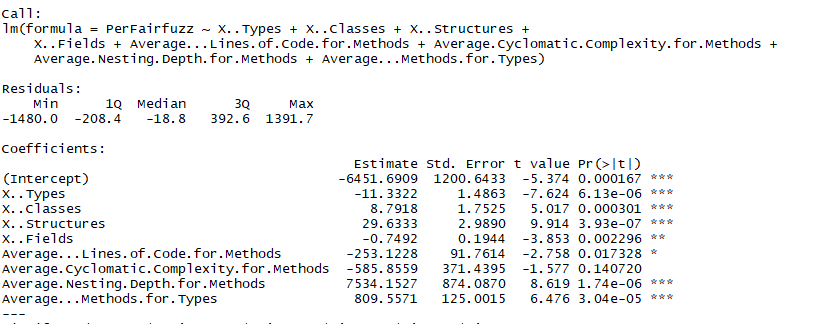 Call:
lm(formula = PerFairfuzz ~ X..Types + X..Classes + X..Structures +
    X..Fields + Average...Lines.of.Code.for.Methods + Average.Cyclomatic.Complexity.for.Methods +
    Average.Nesting.Depth.for.Methods + Average...Methods.for.Types)
Residuals:
    Min      1Q  Median      3Q     Max
-1480.0  -208.4   -18.8   392.6  1391.7
Coefficients:
                                            Estimate Std. Error t value Pr(>|t|)
(Intercept)                               -6451.6909  1200.6433  -5.374 0.000167 ***
X..Types                                    -11.3322     1.4863  -7.624 6.13e-06 ***
X..Classes                                    8.7918     1.7525   5.017 0.000301 ***
X..Structures                                29.6333     2.9890   9.914 3.93e-07 ***
X..Fields                                    -0.7492     0.1944  -3.853 0.002296 **
Average...Lines.of.Code.for.Methods        -253.1228    91.7614  -2.758 0.017328 *
Average.Cyclomatic.Complexity.for.Methods  -585.8559   371.4395  -1.577 0.140720
Average.Nesting.Depth.for.Methods          7534.1527   874.0870   8.619 1.74e-06 ***
Average...Methods.for.Types                 809.5571   125.0015   6.476 3.04e-05 ***
---